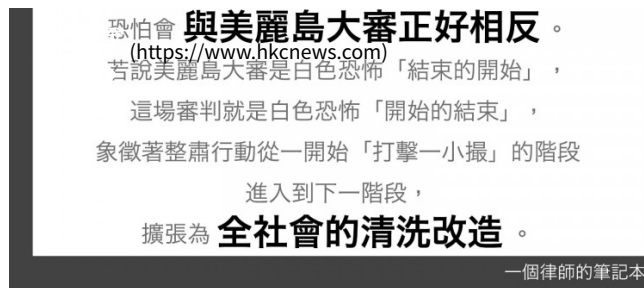 恐怕會 與美麗島大審正好相反 。
(https://www.hkcnews.com)
若說美麗島大審是白色恐怖「結束的開始」，
這場審判就是白色恐怖「開始的結束」，
象徵著整肅行動從一開始「打擊一小撮」的階段
進入到下一階段，
擴張為 全社會的清洗改造 。
一個律師的筆記本